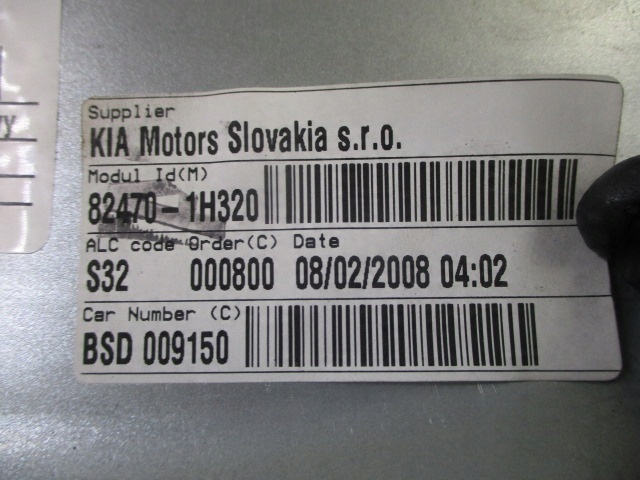 Supplier
KIA Motors Slovakia s.r.o.
Modul Id(M)
82470-1H320
ALC code Order(C) Date
S32 000800 08/02/2008 04:02
Car Number (C)
BSD 009150